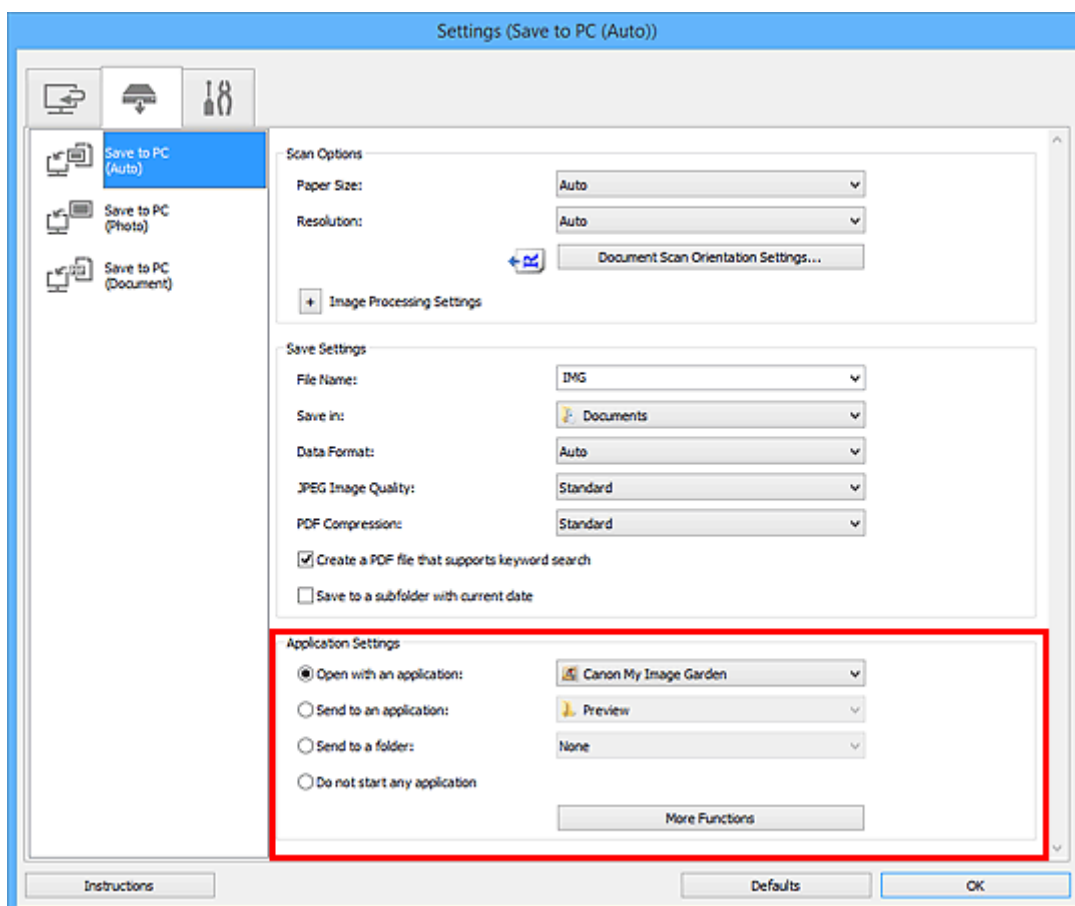 Settings (Save to PC (Auto))
Save to PC
(Auto)
Save to PC
(Photo)
Save to PC
(Document)
Scan Options
Paper Size: Auto
Resolution: Auto
Document Scan Orientation Settings...
+ Image Processing Settings
Save Settings
File Name: IMG
Save in: Documents
Data Format: Auto
JPEG Image Quality: Standard
PDF Compression: Standard
Create a PDF file that supports keyword search
Save to a subfolder with current date
Application Settings
Open with an application: Canon My Image Garden
Send to an application: Preview
Send to a folder: None
Do not start any application
More Functions
Instructions Defaults OK